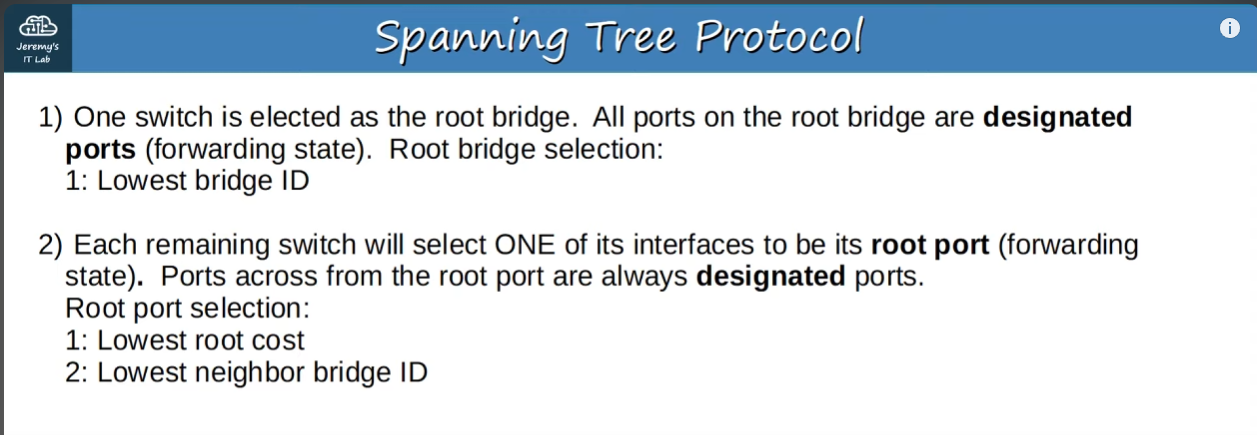 Jeremy's
IT Lab
Spanning Tree Protocol
i
1) One switch is elected as the root bridge.  All ports on the root bridge are designated
ports (forwarding state).  Root bridge selection:
1: Lowest bridge ID
2) Each remaining switch will select ONE of its interfaces to be its root port (forwarding
state).  Ports across from the root port are always designated ports.
Root port selection:
1: Lowest root cost
2: Lowest neighbor bridge ID